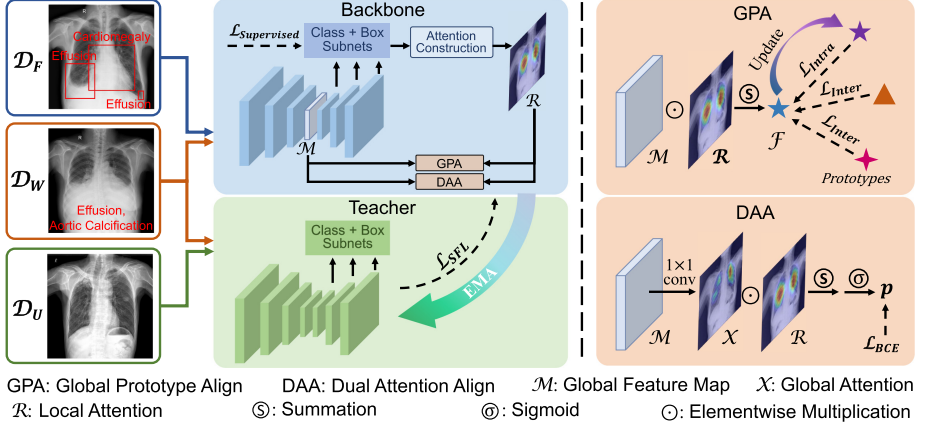 𝒟_F
Cardiomegaly
Effusion
Effusion
𝒟_W
R
Effusion,
Aortic Calcification
𝒟_U
Backbone
ℒ_Supervised
Class + Box
Subnets
Attention
Construction
ℛ
ℳ
GPA
DAA
Teacher
Class + Box
Subnets
ℒ_SFL
EMA
GPA
Update
ℒ_Intra
ℒ_Inter
ℒ_Inter
ℳ
⊙
ℛ
Ⓢ
ℱ
Prototypes
DAA
1×1
conv
ℳ
𝒳
⊙
ℛ
Ⓢ
σ
p
ℒ_BCE
GPA: Global Prototype Align DAA: Dual Attention Align ℳ: Global Feature Map 𝒳: Global Attention
ℛ: Local Attention Ⓢ: Summation σ: Sigmoid ⊙: Elementwise Multiplication